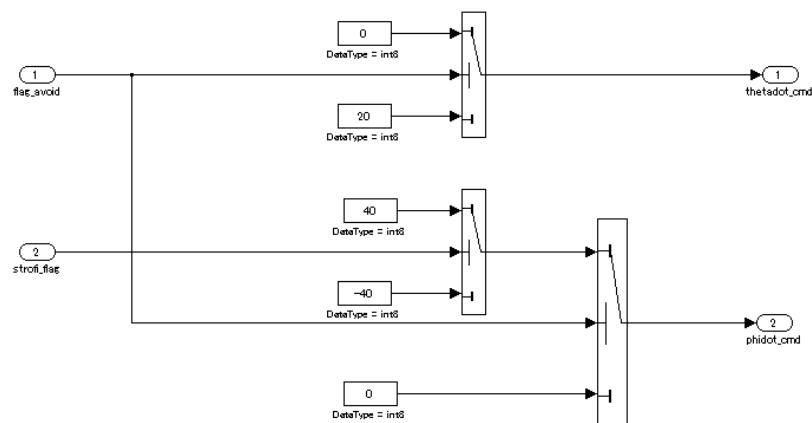 0
DataType = int8
1
flag_avoid
1
thetadot_cmd
20
DataType = int8
40
DataType = int8
2
strofi_flag
-40
DataType = int8
2
phidot_cmd
0
DataType = int8